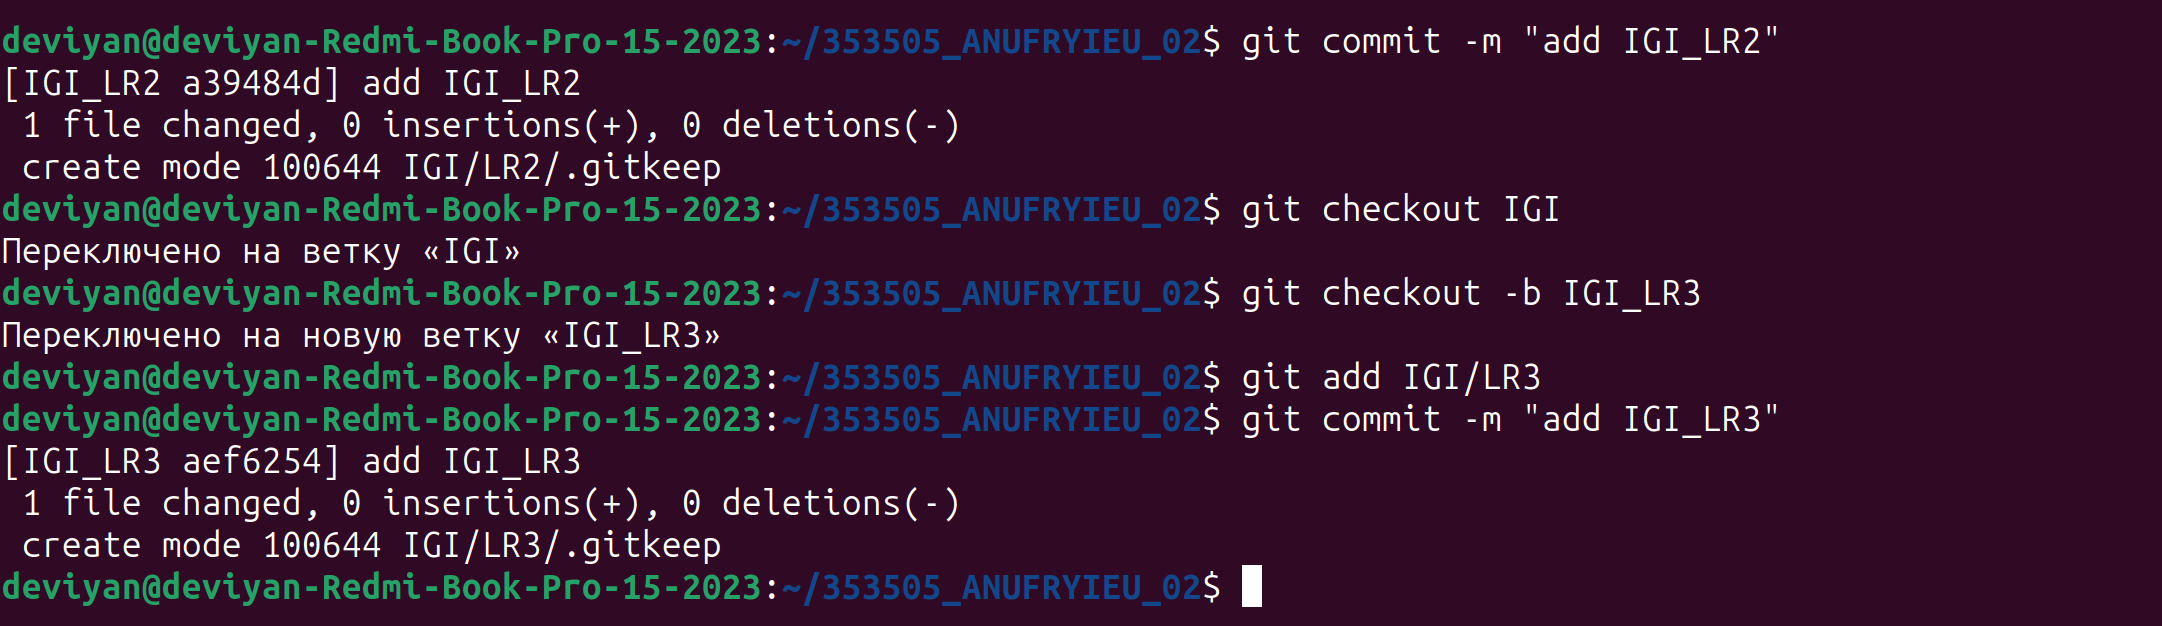 deviyan@deviyan-Redmi-Book-Pro-15-2023:~/353505_ANUFRYIEU_02$ git commit -m "add IGI_LR2"
[IGI_LR2 a39484d] add IGI_LR2
 1 file changed, 0 insertions(+), 0 deletions(-)
 create mode 100644 IGI/LR2/.gitkeep
deviyan@deviyan-Redmi-Book-Pro-15-2023:~/353505_ANUFRYIEU_02$ git checkout IGI
Переключено на ветку «IGI»
deviyan@deviyan-Redmi-Book-Pro-15-2023:~/353505_ANUFRYIEU_02$ git checkout -b IGI_LR3
Переключено на новую ветку «IGI_LR3»
deviyan@deviyan-Redmi-Book-Pro-15-2023:~/353505_ANUFRYIEU_02$ git add IGI/LR3
deviyan@deviyan-Redmi-Book-Pro-15-2023:~/353505_ANUFRYIEU_02$ git commit -m "add IGI_LR3"
[IGI_LR3 aef6254] add IGI_LR3
 1 file changed, 0 insertions(+), 0 deletions(-)
 create mode 100644 IGI/LR3/.gitkeep
deviyan@deviyan-Redmi-Book-Pro-15-2023:~/353505_ANUFRYIEU_02$